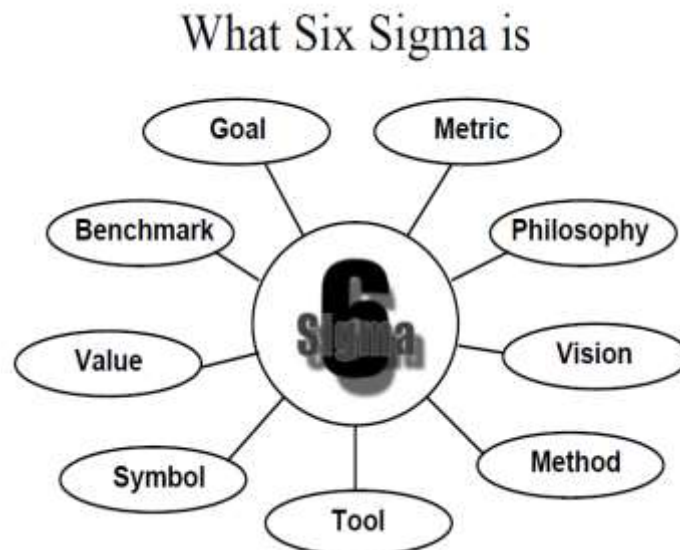 What Six Sigma is
Goal
Metric
Benchmark
Philosophy
6
Sigma
Value
Vision
Symbol
Method
Tool